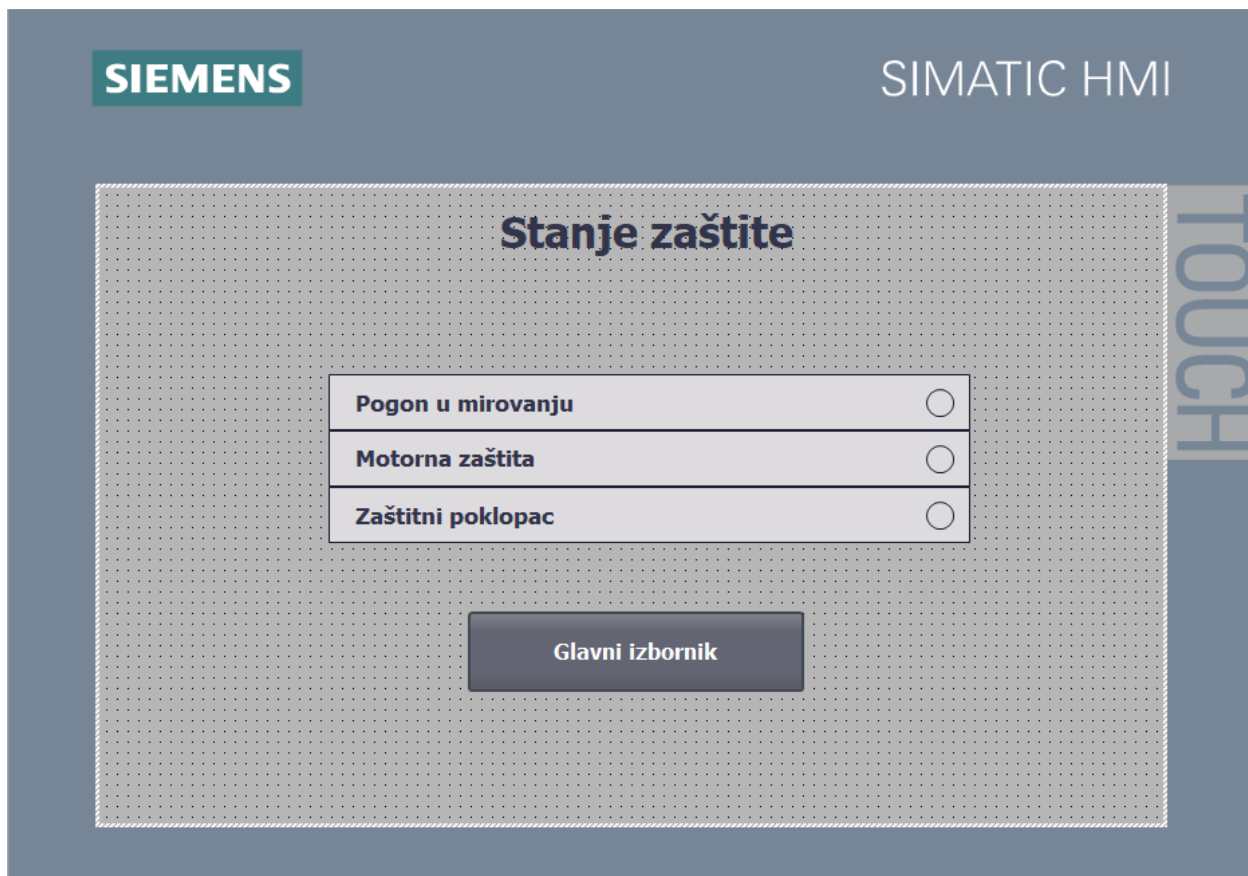 SIEMENS
SIMATIC HMI
TOUCH
Stanje zaštite
Pogon u mirovanju
Motorna zaštita
Zaštitni poklopac
Glavni izbornik